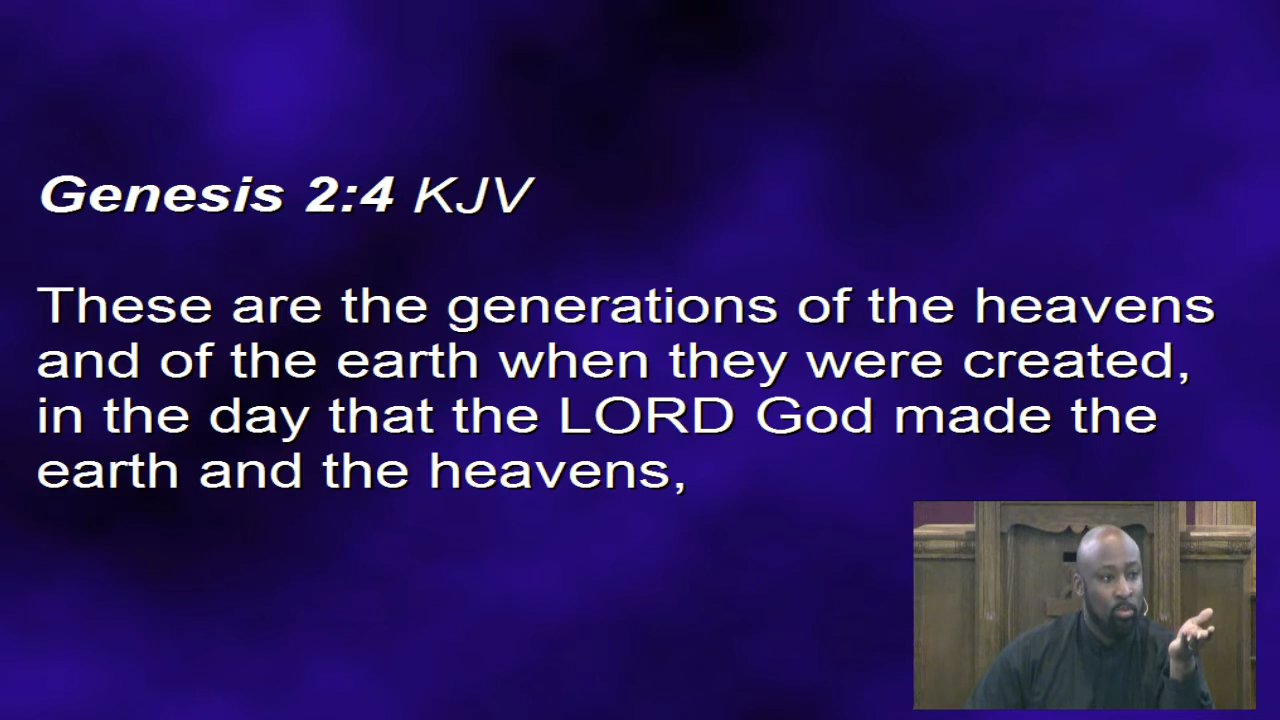 Genesis 2:4 KJV
These are the generations of the heavens
and of the earth when they were created,
in the day that the LORD God made the
earth and the heavens,